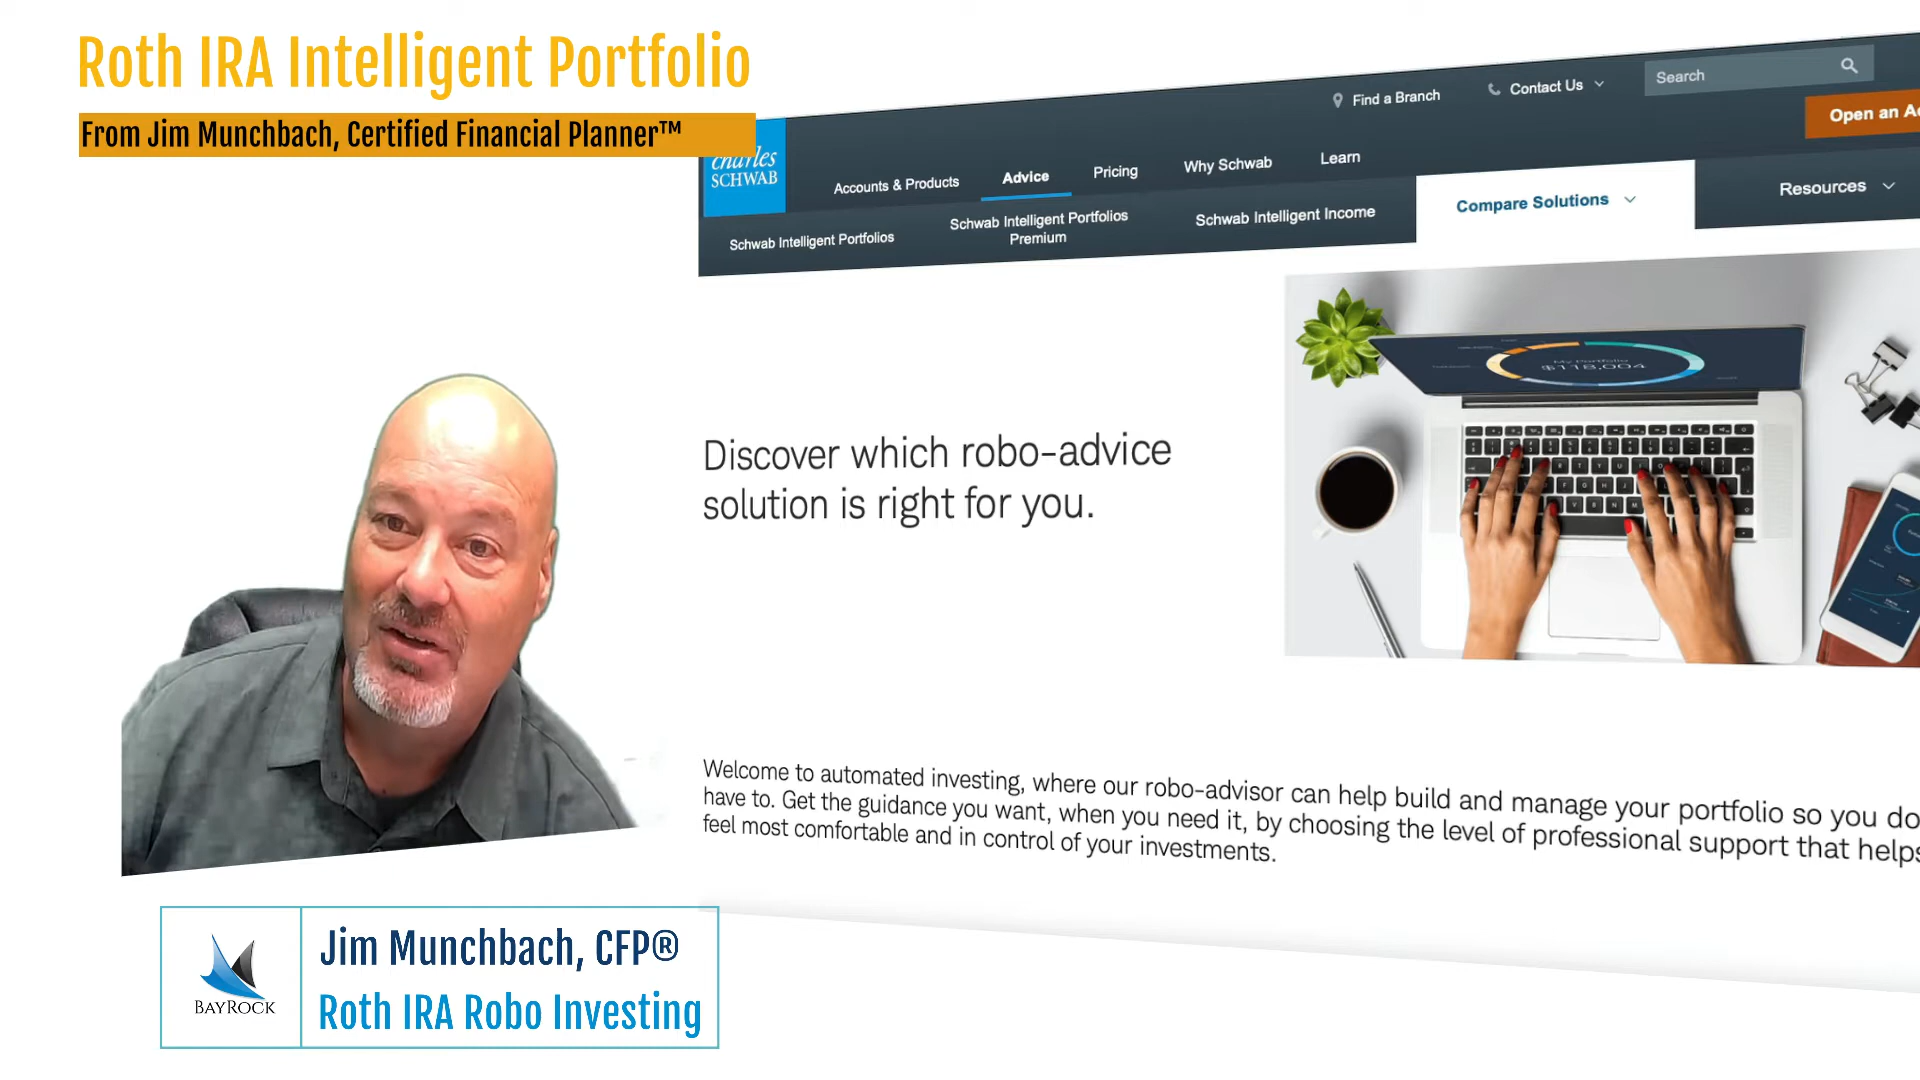 Roth IRA Intelligent Portfolio
From Jim Munchbach, Certified Financial Planner™
charles
SCHWAB
Find a Branch
Contact Us
Search
Open an Ac
Accounts & Products
Advice
Pricing
Why Schwab
Learn
Schwab Intelligent Portfolios
Schwab Intelligent Portfolios
Premium
Schwab Intelligent Income
Compare Solutions
Resources
My Portfolio
$118,004
Discover which robo-advice
solution is right for you.
Welcome to automated investing, where our robo-advisor can help build and manage your portfolio so you do
have to. Get the guidance you want, when you need it, by choosing the level of professional support that helps
feel most comfortable and in control of your investments.
BAYROCK
Jim Munchbach, CFP®
Roth IRA Robo Investing